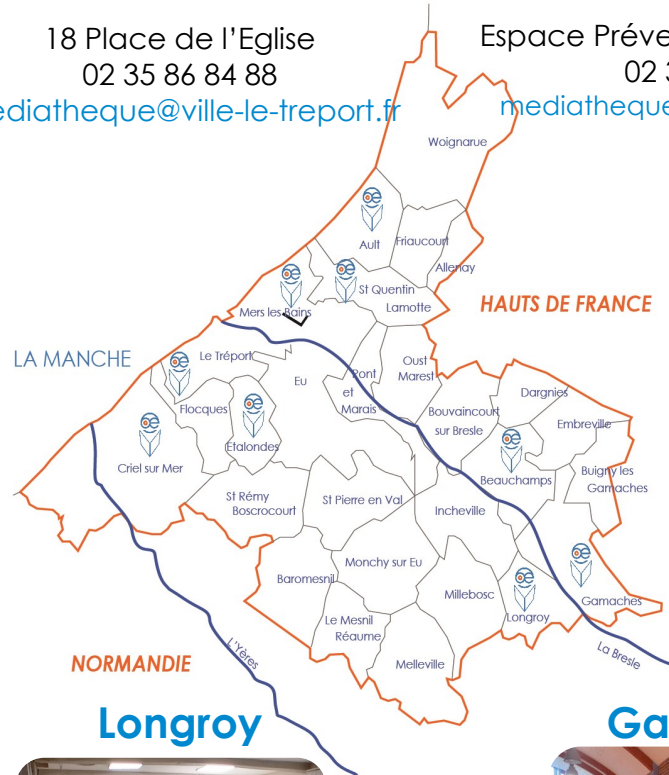 18 Place de l'Eglise
02 35 86 84 88
ediatheque@ville-le-treport.fr
Espace Préve
02 3
mediatheque
Woignarue
Ault
Friaucourt
Allenay
St Quentin
Lamotte
Mers les Bains
HAUTS DE FRANCE
LA MANCHE
Le Tréport
Eu
Pont
et
Marais
Oust
Marest
Flocques
Etalondes
Bouvaincourt
sur Bresle
Dargnies
Embreville
Criel sur Mer
Beauchamps
Buigny les
Gamaches
St Rémy
Boscrocourt
St Pierre en Val
Incheville
Monchy sur Eu
Baromesnil
Millebosc
Longroy
Gamaches
Le Mesnil
Réaume
Melleville
L'Yères
La Bresle
NORMANDIE
Longroy
Ga